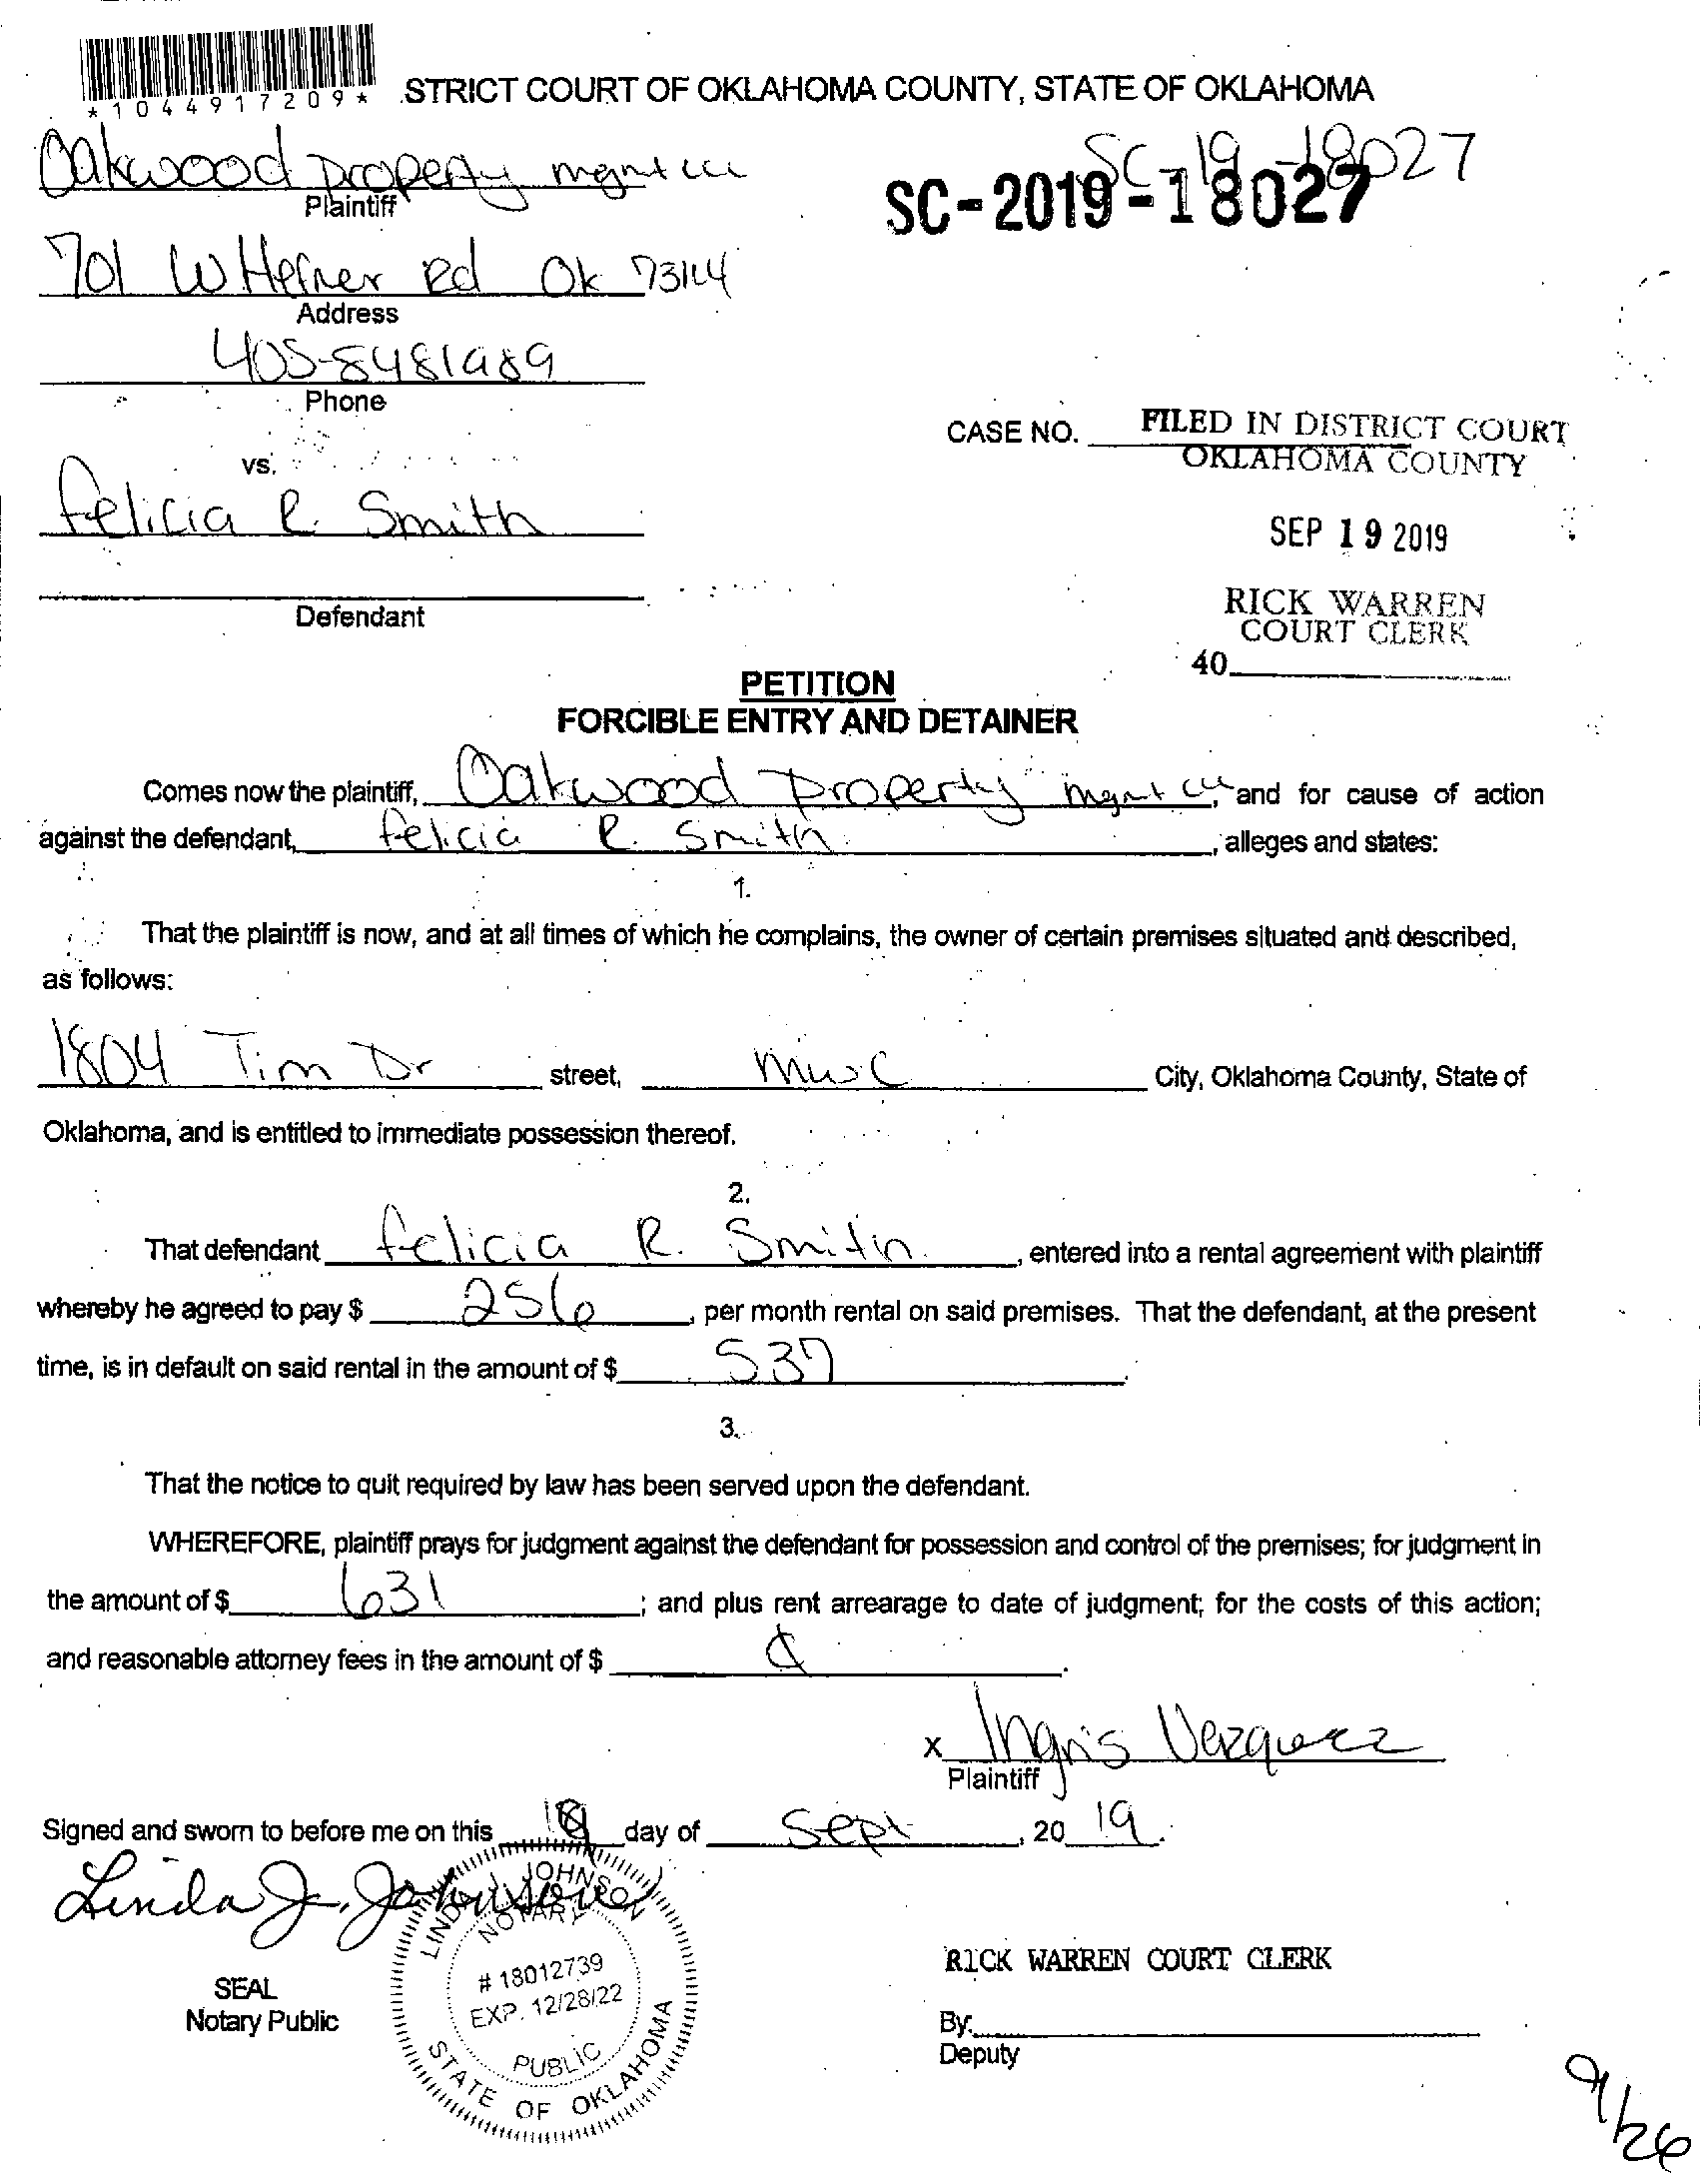 *1044917209*
STRICT COURT OF OKLAHOMA COUNTY, STATE OF OKLAHOMA
Oakwood Property mgmt llc
Plaintiff
SC-19-18027
SC-2019-18027
701 W Hefner Rd Ok 73114
Address
405-8481989
Phone
CASE NO.
FILED IN DISTRICT COURT
OKLAHOMA COUNTY
vs.
Felicia R. Smith
SEP 19 2019
Defendant
RICK WARREN
COURT CLERK
40
PETITION
FORCIBLE ENTRY AND DETAINER
Comes now the plaintiff, Oakwood Property mgmt llc, and for cause of action
against the defendant, Felicia R. Smith, alleges and states:
1.
That the plaintiff is now, and at all times of which he complains, the owner of certain premises situated and described,
as follows:
1804 Tim Dr street, MWC City, Oklahoma County, State of
Oklahoma, and is entitled to immediate possession thereof.
2.
That defendant Felicia R. Smith, entered into a rental agreement with plaintiff
whereby he agreed to pay $ 256, per month rental on said premises. That the defendant, at the present
time, is in default on said rental in the amount of $ 537.
3.
That the notice to quit required by law has been served upon the defendant.
WHEREFORE, plaintiff prays for judgment against the defendant for possession and control of the premises; for judgment in
the amount of $ 631; and plus rent arrearage to date of judgment; for the costs of this action;
and reasonable attorney fees in the amount of $.
x Ingris Vezquez
Plaintiff
Signed and sworn to before me on this day of Sept, 20 19.
Linda J. Johnson
LINDA J. JOHNSON
NOTARY
# 18012739
EXP. 12/28/22
PUBLIC
STATE OF OKLAHOMA
SEAL
Notary Public
RICK WARREN COURT CLERK
By:
Deputy
9/26